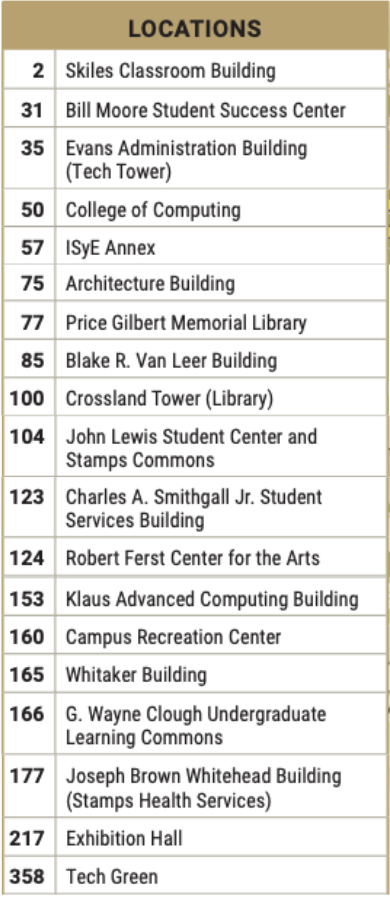 LOCATIONS
2 Skiles Classroom Building
31 Bill Moore Student Success Center
35 Evans Administration Building
(Tech Tower)
50 College of Computing
57 ISyE Annex
75 Architecture Building
77 Price Gilbert Memorial Library
85 Blake R. Van Leer Building
100 Crossland Tower (Library)
104 John Lewis Student Center and
Stamps Commons
123 Charles A. Smithgall Jr. Student
Services Building
124 Robert Ferst Center for the Arts
153 Klaus Advanced Computing Building
160 Campus Recreation Center
165 Whitaker Building
166 G. Wayne Clough Undergraduate
Learning Commons
177 Joseph Brown Whitehead Building
(Stamps Health Services)
217 Exhibition Hall
358 Tech Green